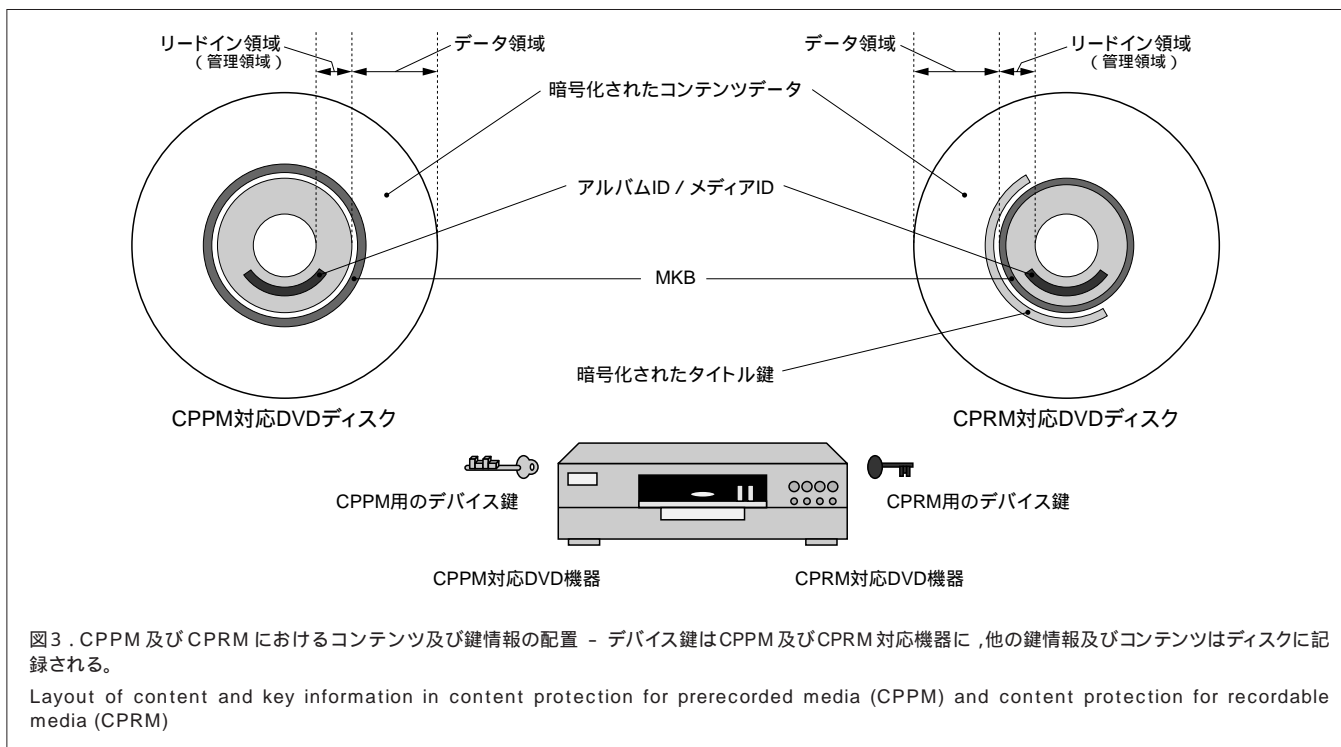 リードイン領域
（管理領域）
データ領域
データ領域
リードイン領域
（管理領域）
暗号化されたコンテンツデータ
アルバムID / メディアID
MKB
暗号化されたタイトル鍵
CPPM対応DVDディスク
CPRM対応DVDディスク
CPPM用のデバイス鍵
CPRM用のデバイス鍵
CPPM対応DVD機器
CPRM対応DVD機器
図3．CPPM 及び CPRM におけるコンテンツ及び鍵情報の配置 － デバイス鍵はCPPM 及びCPRM 対応機器に，他の鍵情報及びコンテンツはディスクに記
録される。
Layout of content and key information in content protection for prerecorded media (CPPM) and content protection for recordable
media (CPRM)